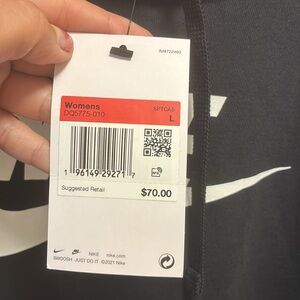 RM722460
Womens SPTCAS
DQ5775-010 L
1 96149 29271 7
Suggested Retail $70.00
NIKE nike.com
SWOOSH JUST DO IT ©2021 Nike